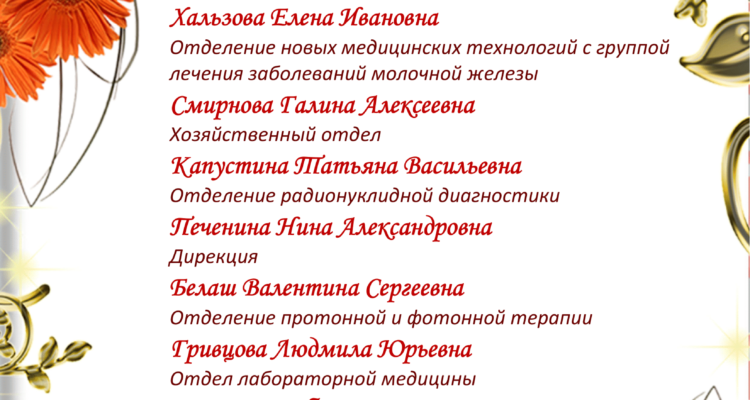 Хальзова Елена Ивановна
Отделение новых медицинских технологий с группой
лечения заболеваний молочной железы
Смирнова Галина Алексеевна
Хозяйственный отдел
Капустина Татьяна Васильевна
Отделение радионуклидной диагностики
Печенина Нина Александровна
Дирекция
Белаш Валентина Сергеевна
Отделение протонной и фотонной терапии
Гривцова Людмила Юрьевна
Отдел лабораторной медицины